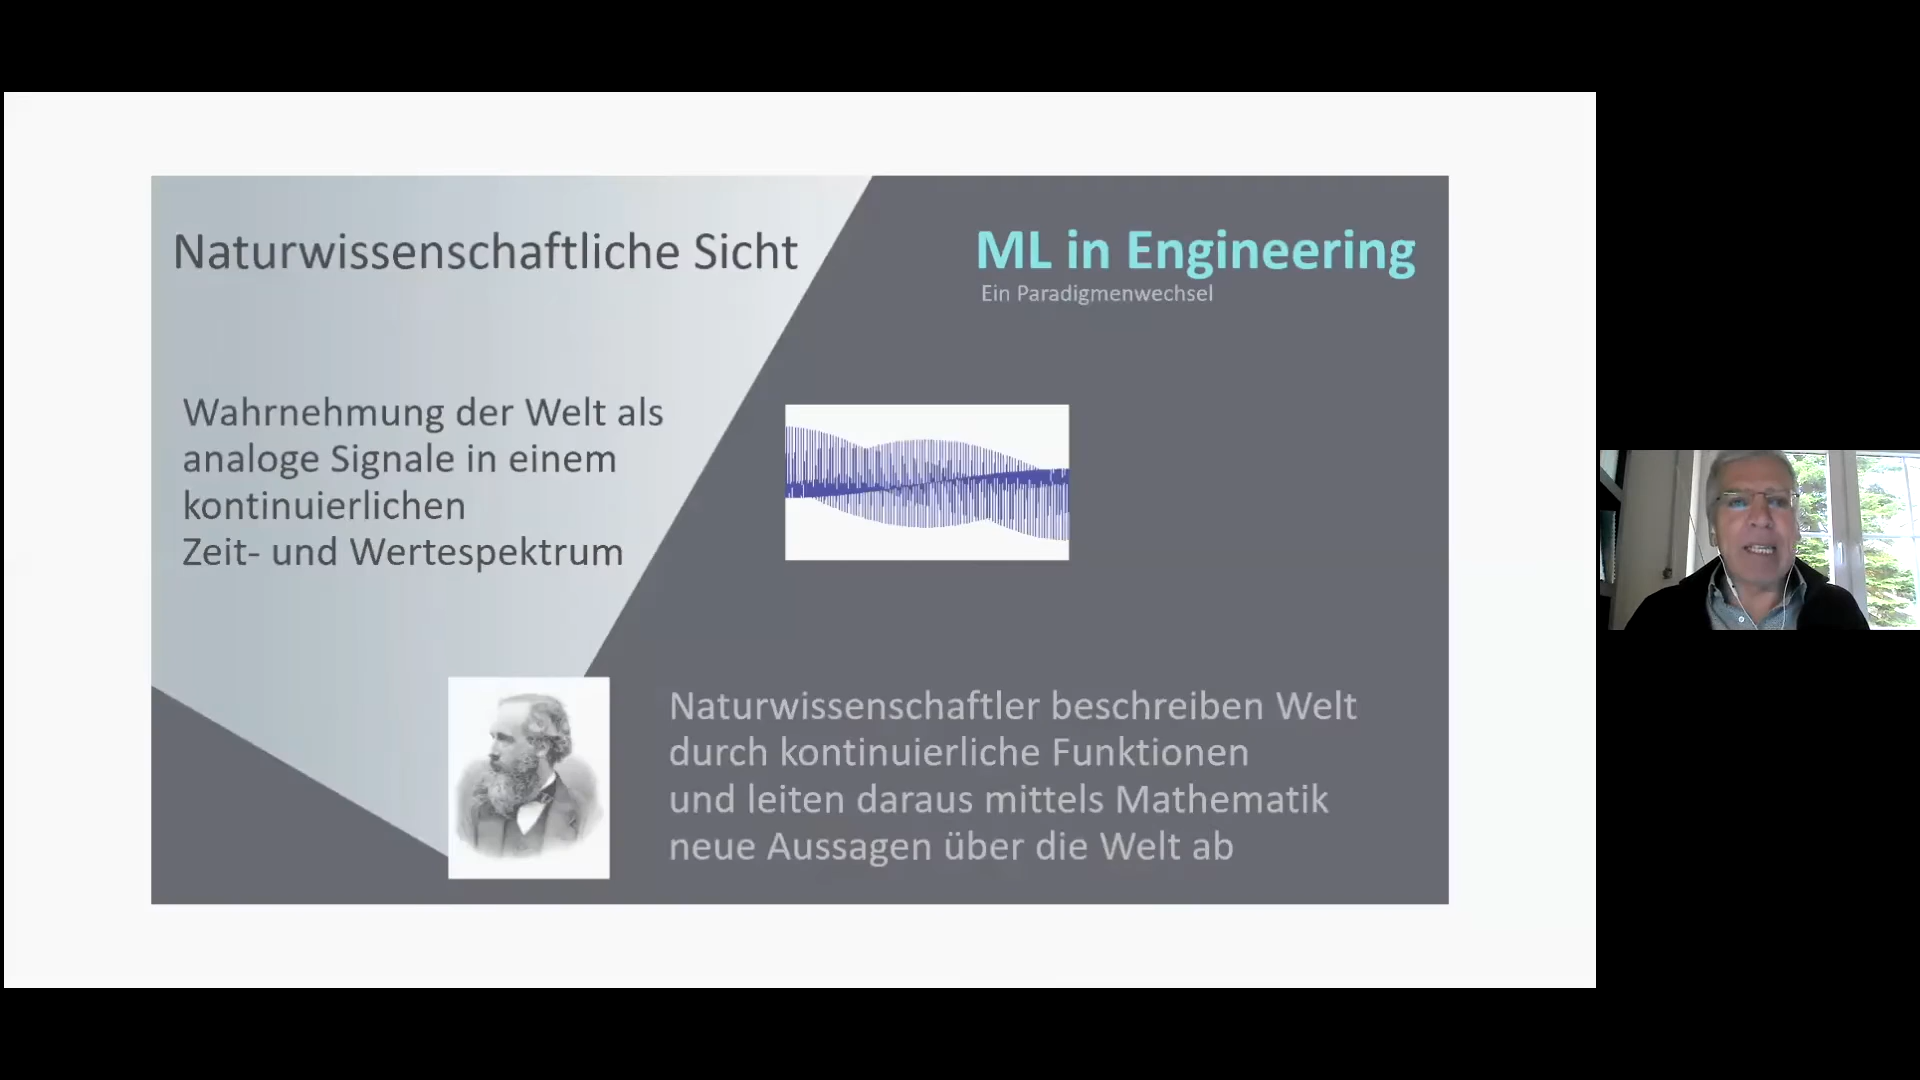 Naturwissenschaftliche Sicht
ML in Engineering
Ein Paradigmenwechsel
Wahrnehmung der Welt als
analoge Signale in einem
kontinuierlichen
Zeit- und Wertespektrum
Naturwissenschaftler beschreiben Welt
durch kontinuierliche Funktionen
und leiten daraus mittels Mathematik
neue Aussagen über die Welt ab